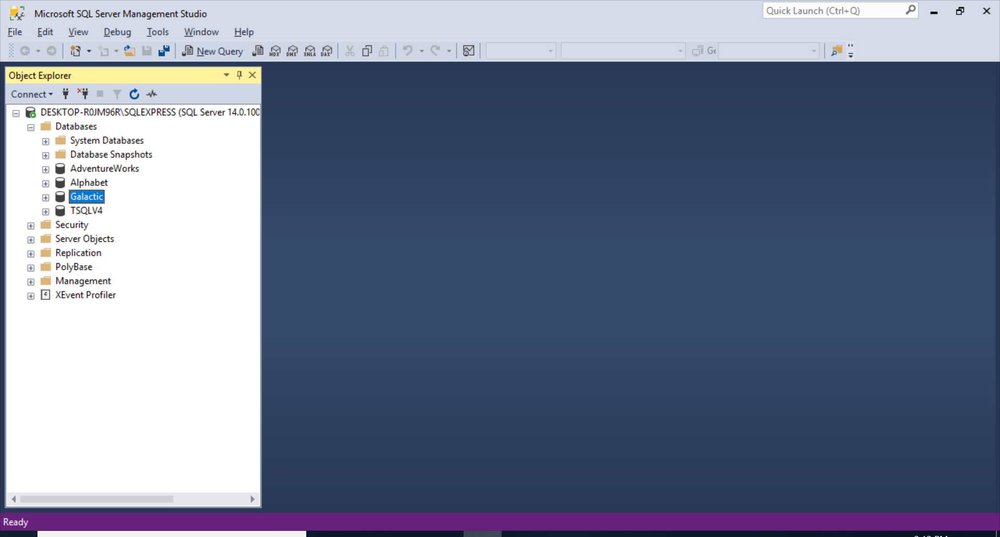 Microsoft SQL Server Management Studio
Quick Launch (Ctrl+Q)
File Edit View Debug Tools Window Help
New Query MDX DMX XMLA DAX
Object Explorer
Connect
DESKTOP-R0JM96R\SQLEXPRESS (SQL Server 14.0.100
Databases
System Databases
Database Snapshots
AdventureWorks
Alphabet
Galactic
TSQLV4
Security
Server Objects
Replication
PolyBase
Management
XEvent Profiler
Ready